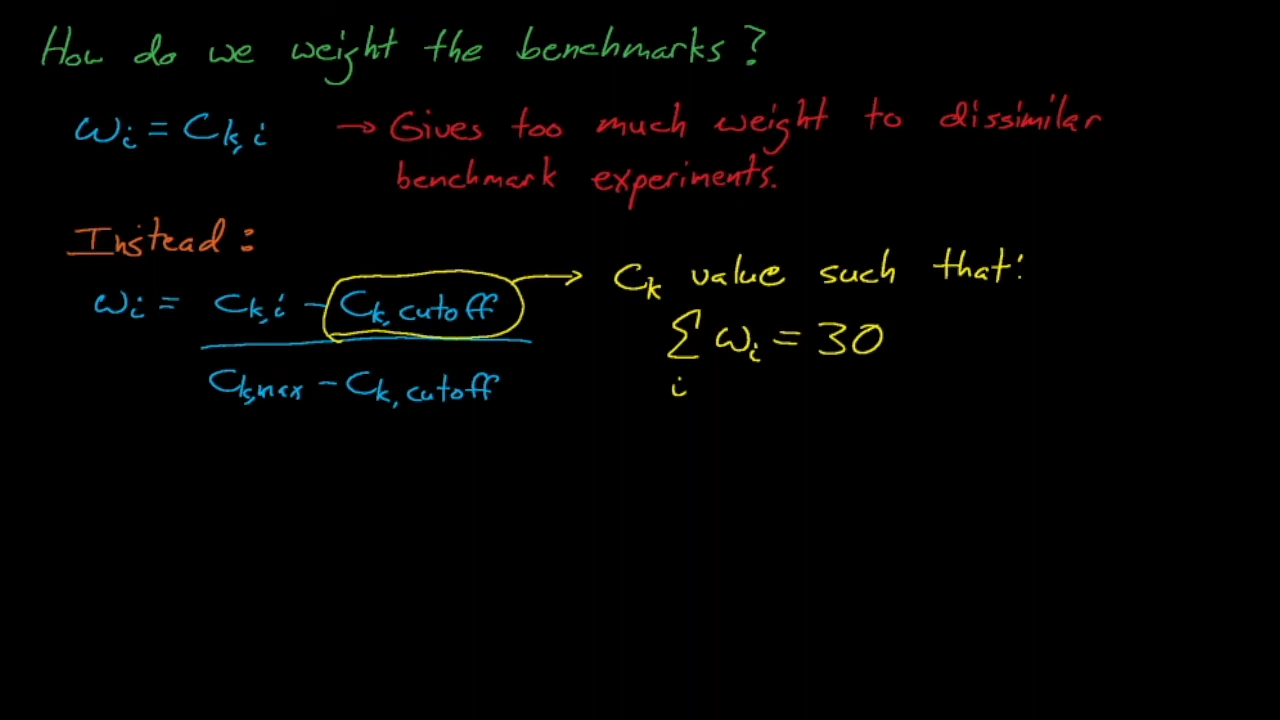 How do we weight the benchmarks?
ωᵢ = Cₖ,ᵢ → Gives too much weight to dissimilar
benchmark experiments.
Instead:
ωᵢ = (Cₖ,ᵢ − Cₖ,cutoff) / (Cₖ,max − Cₖ,cutoff) → Cₖ value such that:
∑ᵢ ωᵢ = 30